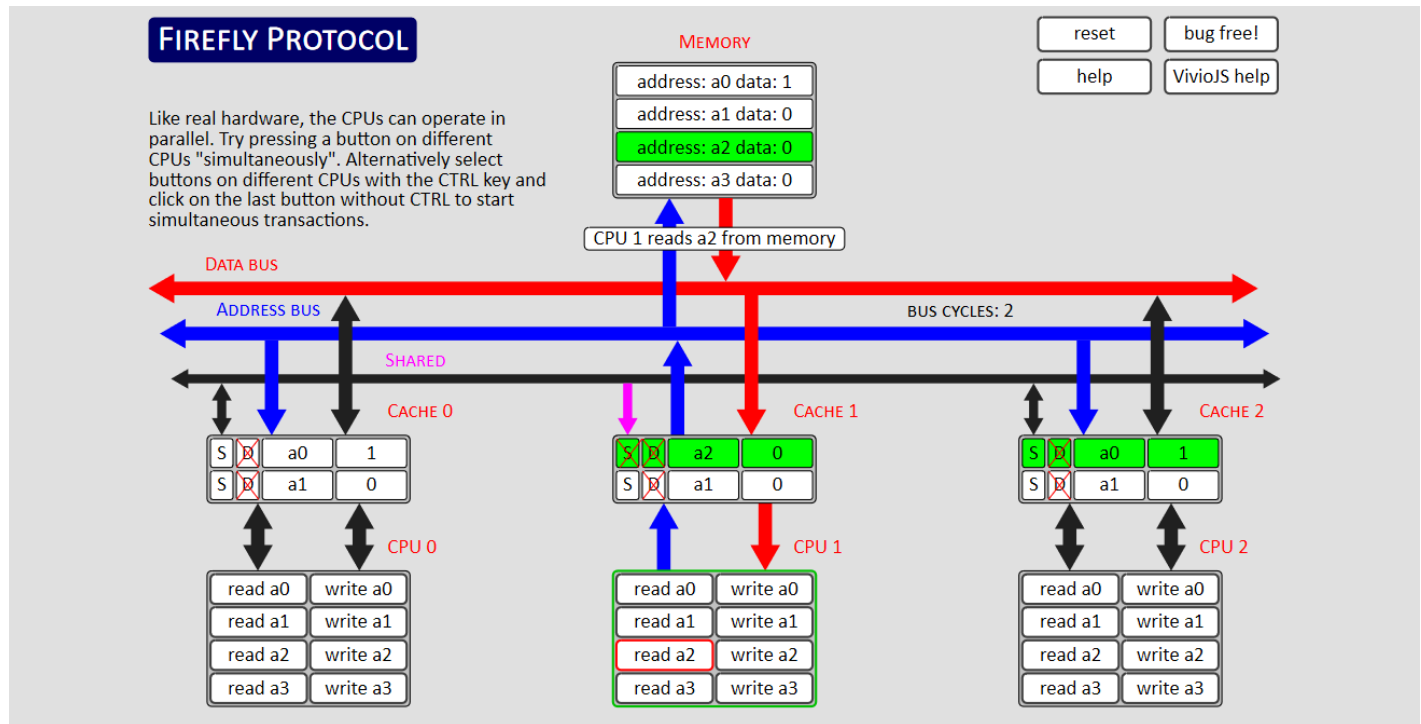 FIREFLY PROTOCOL
MEMORY
reset
bug free!
help
VivioJS help
address: a0 data: 1
address: a1 data: 0
address: a2 data: 0
address: a3 data: 0
Like real hardware, the CPUs can operate in
parallel. Try pressing a button on different
CPUs "simultaneously". Alternatively select
buttons on different CPUs with the CTRL key and
click on the last button without CTRL to start
simultaneous transactions.
CPU 1 reads a2 from memory
DATA BUS
ADDRESS BUS
BUS CYCLES: 2
SHARED
CACHE 0
CACHE 1
CACHE 2
S D a0 1
S D a1 0
S D a2 0
S D a1 0
S D a0 1
S D a1 0
CPU 0
CPU 1
CPU 2
read a0 write a0
read a1 write a1
read a2 write a2
read a3 write a3
read a0 write a0
read a1 write a1
read a2 write a2
read a3 write a3
read a0 write a0
read a1 write a1
read a2 write a2
read a3 write a3